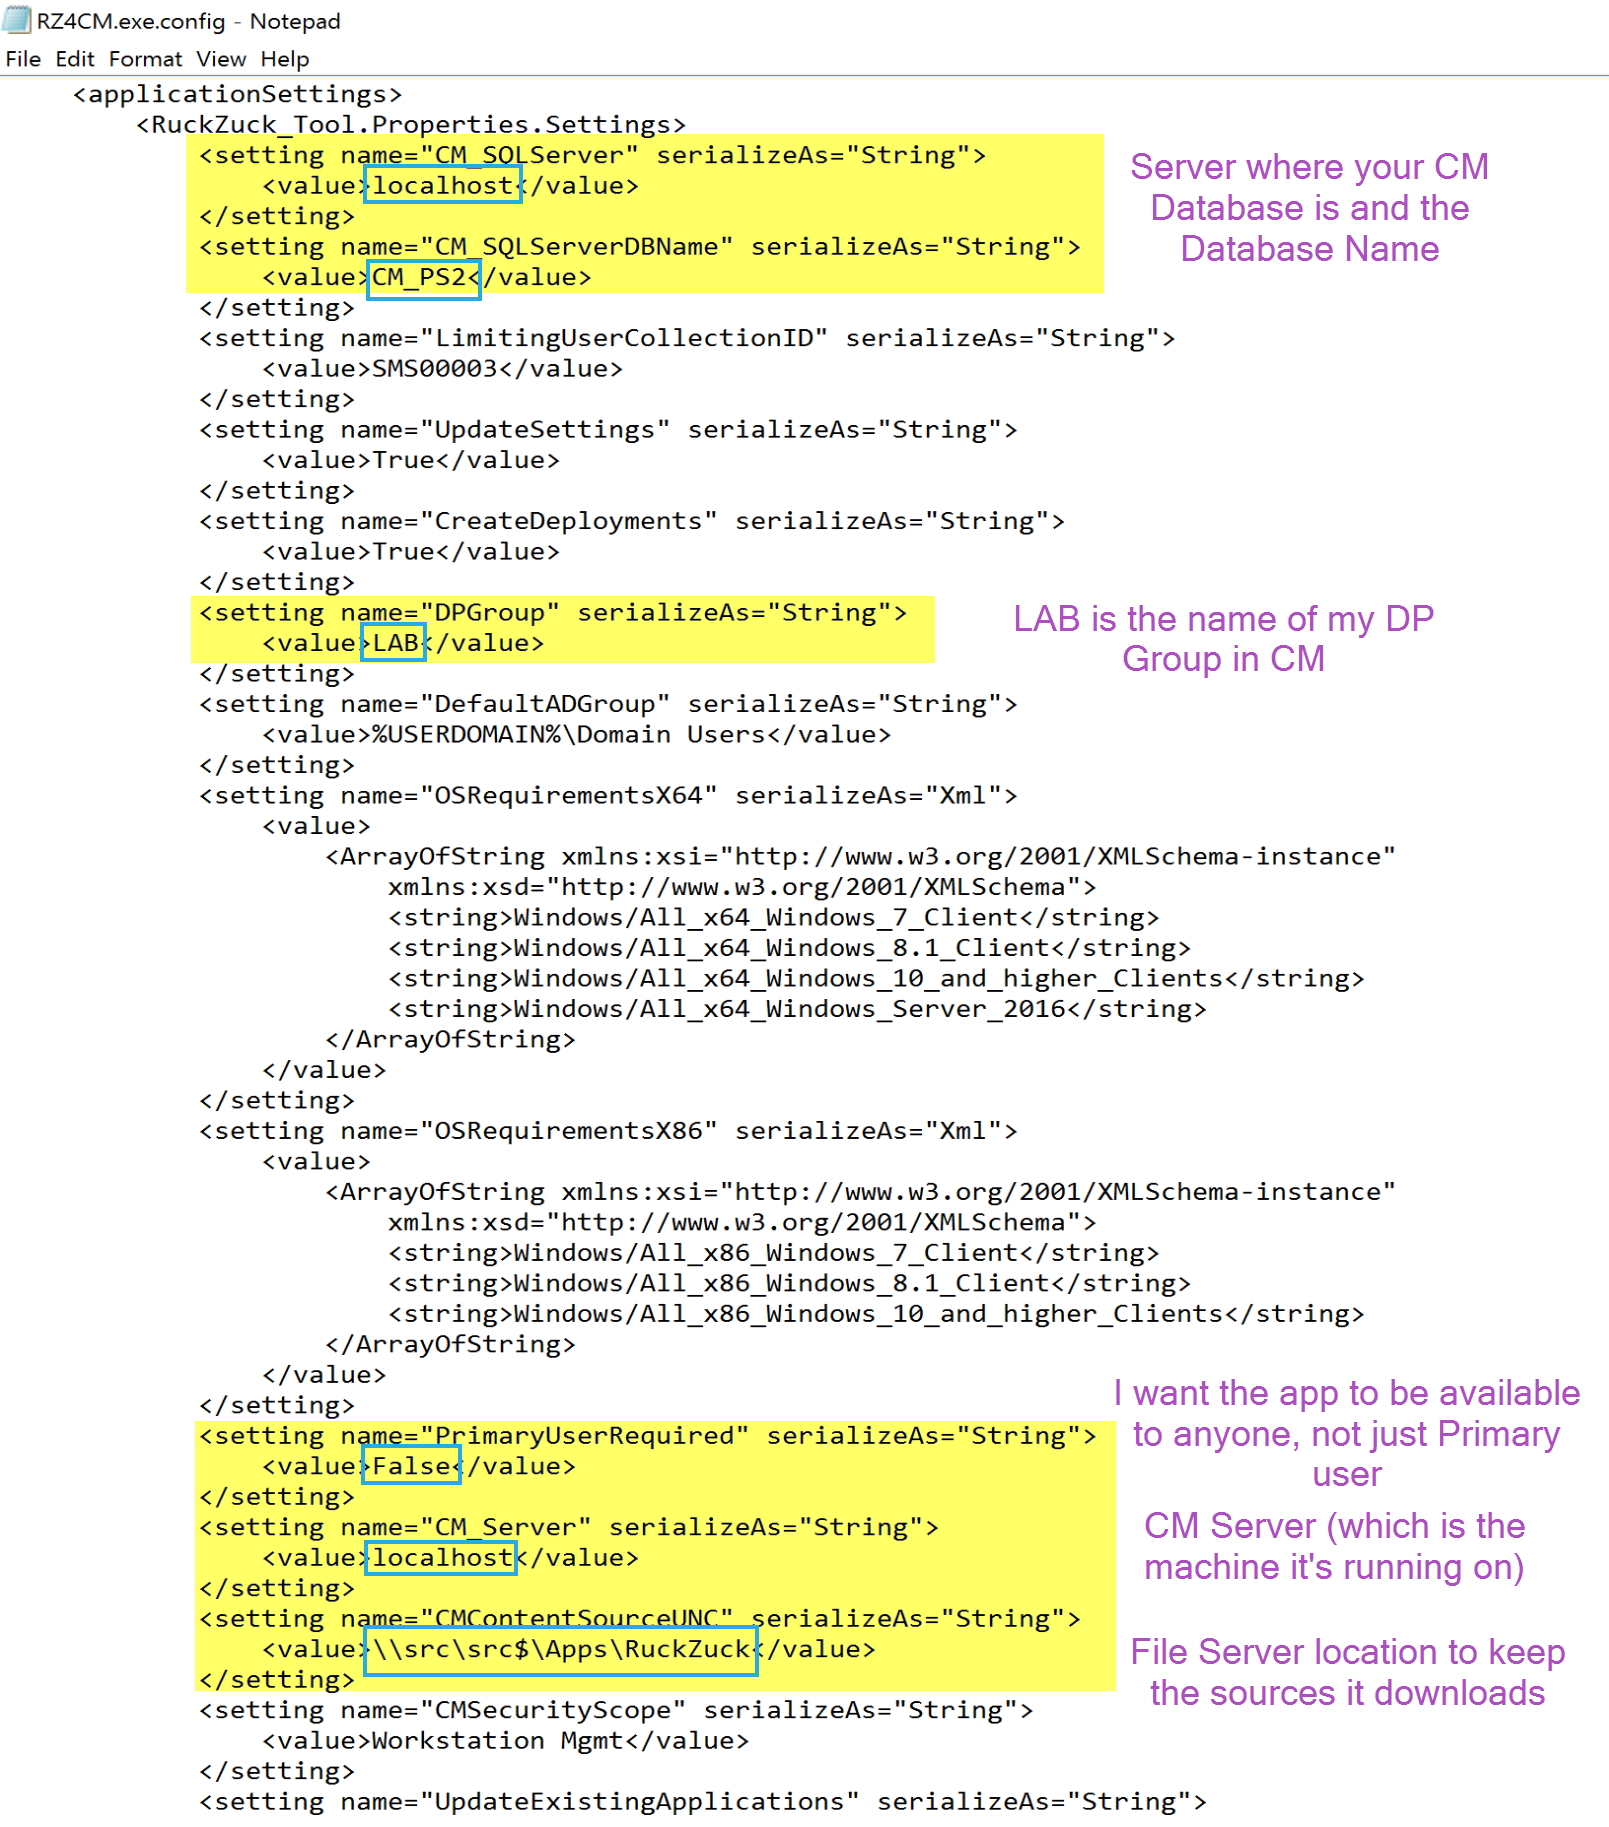 RZ4CM.exe.config - Notepad
File Edit Format View Help
<applicationSettings>
<RuckZuck_Tool.Properties.Settings>
<setting name="CM_SQLServer" serializeAs="String">
<value>localhost</value>
</setting>
<setting name="CM_SQLServerDBName" serializeAs="String">
<value>CM_PS2</value>
Server where your CM
Database is and the
Database Name
</setting>
<setting name="LimitingUserCollectionID" serializeAs="String">
<value>SMS00003</value>
</setting>
<setting name="UpdateSettings" serializeAs="String">
<value>True</value>
</setting>
<setting name="CreateDeployments" serializeAs="String">
<value>True</value>
</setting>
<setting name="DPGroup" serializeAs="String">
<value>LAB</value>
LAB is the name of my DP
Group in CM
</setting>
<setting name="DefaultADGroup" serializeAs="String">
<value>%USERDOMAIN%\Domain Users</value>
</setting>
<setting name="OSRequirementsX64" serializeAs="Xml">
<value>
<ArrayOfString xmlns:xsi="http://www.w3.org/2001/XMLSchema-instance"
xmlns:xsd="http://www.w3.org/2001/XMLSchema">
<string>Windows/All_x64_Windows_7_Client</string>
<string>Windows/All_x64_Windows_8.1_Client</string>
<string>Windows/All_x64_Windows_10_and_higher_Clients</string>
<string>Windows/All_x64_Windows_Server_2016</string>
</ArrayOfString>
</value>
</setting>
<setting name="OSRequirementsX86" serializeAs="Xml">
<value>
<ArrayOfString xmlns:xsi="http://www.w3.org/2001/XMLSchema-instance"
xmlns:xsd="http://www.w3.org/2001/XMLSchema">
<string>Windows/All_x86_Windows_7_Client</string>
<string>Windows/All_x86_Windows_8.1_Client</string>
<string>Windows/All_x86_Windows_10_and_higher_Clients</string>
</ArrayOfString>
</value>
</setting>
<setting name="PrimaryUserRequired" serializeAs="String">
<value>False</value>
</setting>
I want the app to be available
to anyone, not just Primary
user
<setting name="CM_Server" serializeAs="String">
<value>localhost</value>
</setting>
CM Server (which is the
machine it's running on)
<setting name="CMContentSourceUNC" serializeAs="String">
<value>\\src\src$\Apps\RuckZuck</value>
</setting>
File Server location to keep
the sources it downloads
<setting name="CMSecurityScope" serializeAs="String">
<value>Workstation Mgmt</value>
</setting>
<setting name="UpdateExistingApplications" serializeAs="String">